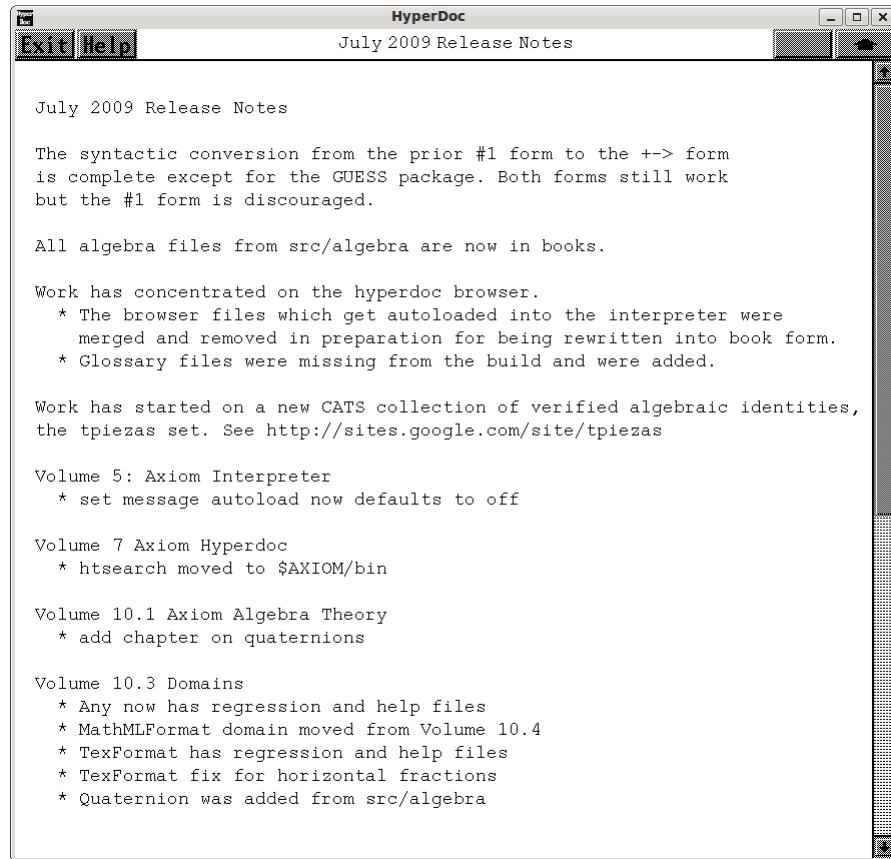 Hyper
Doc
HyperDoc
Exit Help
July 2009 Release Notes
July 2009 Release Notes
The syntactic conversion from the prior #1 form to the +-> form
is complete except for the GUESS package. Both forms still work
but the #1 form is discouraged.
All algebra files from src/algebra are now in books.
Work has concentrated on the hyperdoc browser.
* The browser files which get autoloaded into the interpreter were
merged and removed in preparation for being rewritten into book form.
* Glossary files were missing from the build and were added.
Work has started on a new CATS collection of verified algebraic identities,
the tpiezas set. See http://sites.google.com/site/tpiezas
Volume 5: Axiom Interpreter
* set message autoload now defaults to off
Volume 7 Axiom Hyperdoc
* htsearch moved to $AXIOM/bin
Volume 10.1 Axiom Algebra Theory
* add chapter on quaternions
Volume 10.3 Domains
* Any now has regression and help files
* MathMLFormat domain moved from Volume 10.4
* TexFormat has regression and help files
* TexFormat fix for horizontal fractions
* Quaternion was added from src/algebra